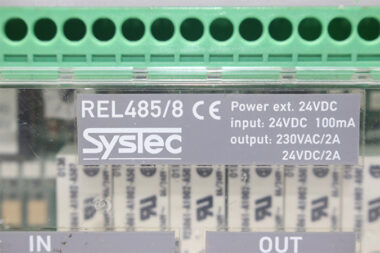 REL485/8 CE Power ext. 24VDC
input: 24VDC 100mA
SysTec output: 230VAC/2A
24VDC/2A
IN OUT